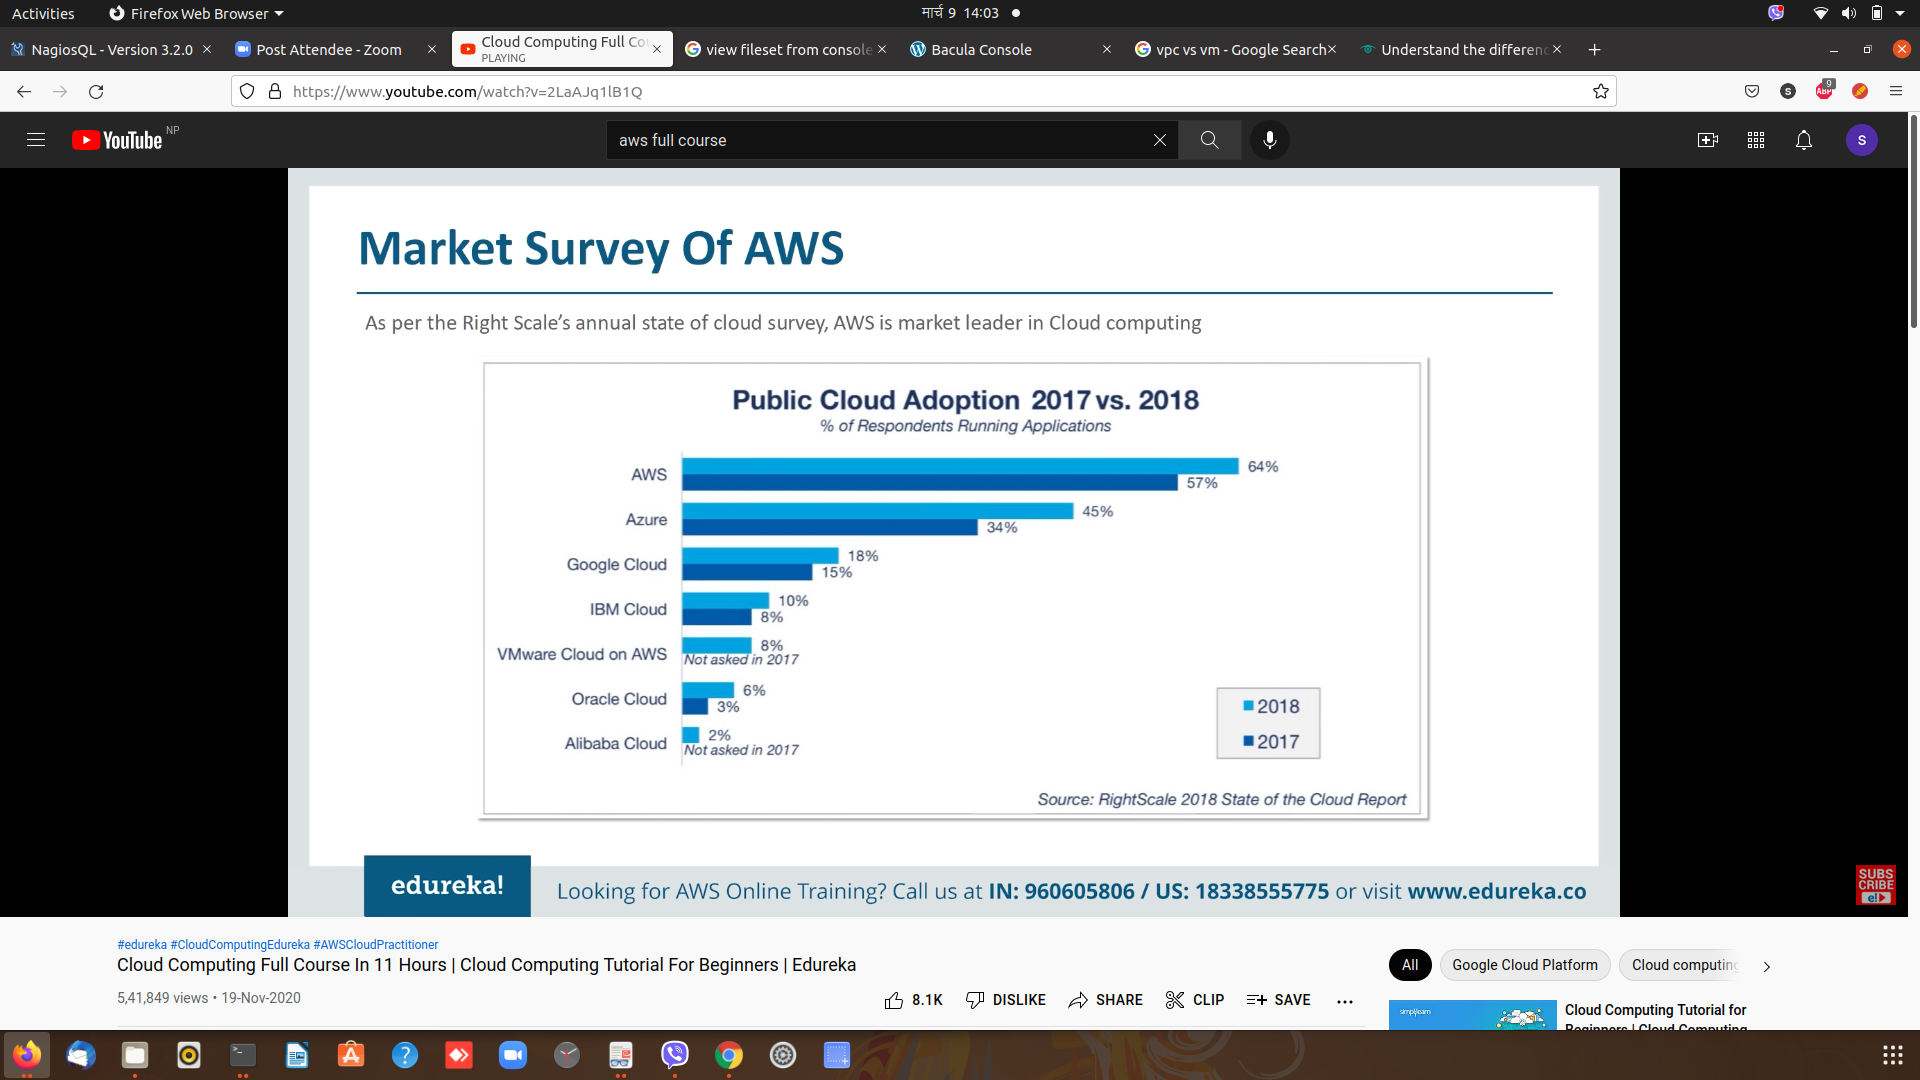 Activities
Firefox Web Browser
मार्च 9 14:03
NagiosQL - Version 3.2.0
Post Attendee - Zoom
Cloud Computing Full Co
PLAYING
view fileset from console
Bacula Console
vpc vs vm - Google Search
Understand the differenc
https://www.youtube.com/watch?v=2LaAJq1lB1Q
S
ABP
9
YouTube NP
aws full course
S
Market Survey Of AWS
As per the Right Scale’s annual state of cloud survey, AWS is market leader in Cloud computing
Public Cloud Adoption 2017 vs. 2018
% of Respondents Running Applications
AWS
64%
57%
Azure
45%
34%
Google Cloud
18%
15%
IBM Cloud
10%
8%
VMware Cloud on AWS
8%
Not asked in 2017
Oracle Cloud
6%
3%
Alibaba Cloud
2%
Not asked in 2017
2018
2017
Source: RightScale 2018 State of the Cloud Report
edureka!
Looking for AWS Online Training? Call us at IN: 960605806 / US: 18338555775 or visit www.edureka.co
SUBS
CRIBE
e!
#edureka #CloudComputingEdureka #AWSCloudPractitioner
Cloud Computing Full Course In 11 Hours | Cloud Computing Tutorial For Beginners | Edureka
5,41,849 views • 19-Nov-2020
8.1K
DISLIKE
SHARE
CLIP
SAVE
All
Google Cloud Platform
Cloud computing
simplilearn
Cloud Computing Tutorial for
Beginners | Cloud Computing